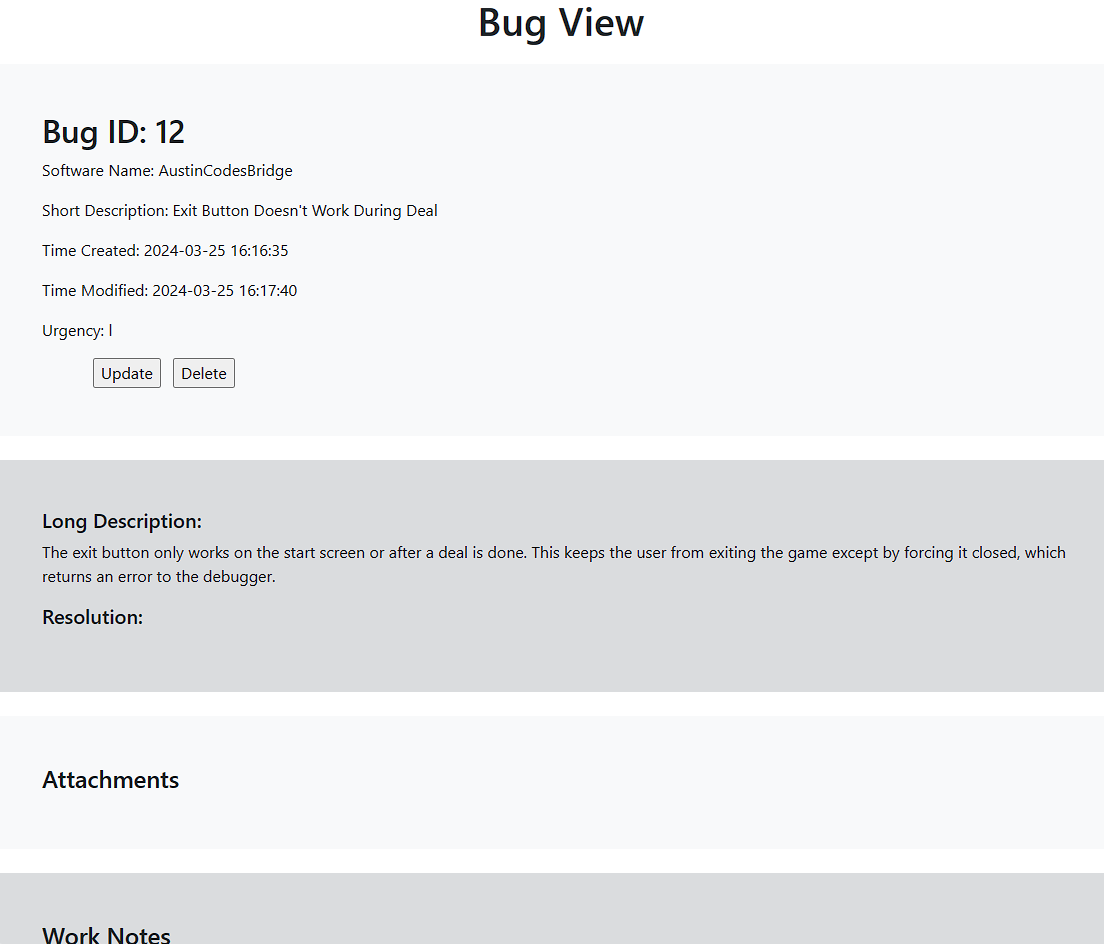 Bug View
Bug ID: 12
Software Name: AustinCodesBridge
Short Description: Exit Button Doesn't Work During Deal
Time Created: 2024-03-25 16:16:35
Time Modified: 2024-03-25 16:17:40
Urgency: l
Update Delete
Long Description:
The exit button only works on the start screen or after a deal is done. This keeps the user from exiting the game except by forcing it closed, which
returns an error to the debugger.
Resolution:
Attachments
Work Notes